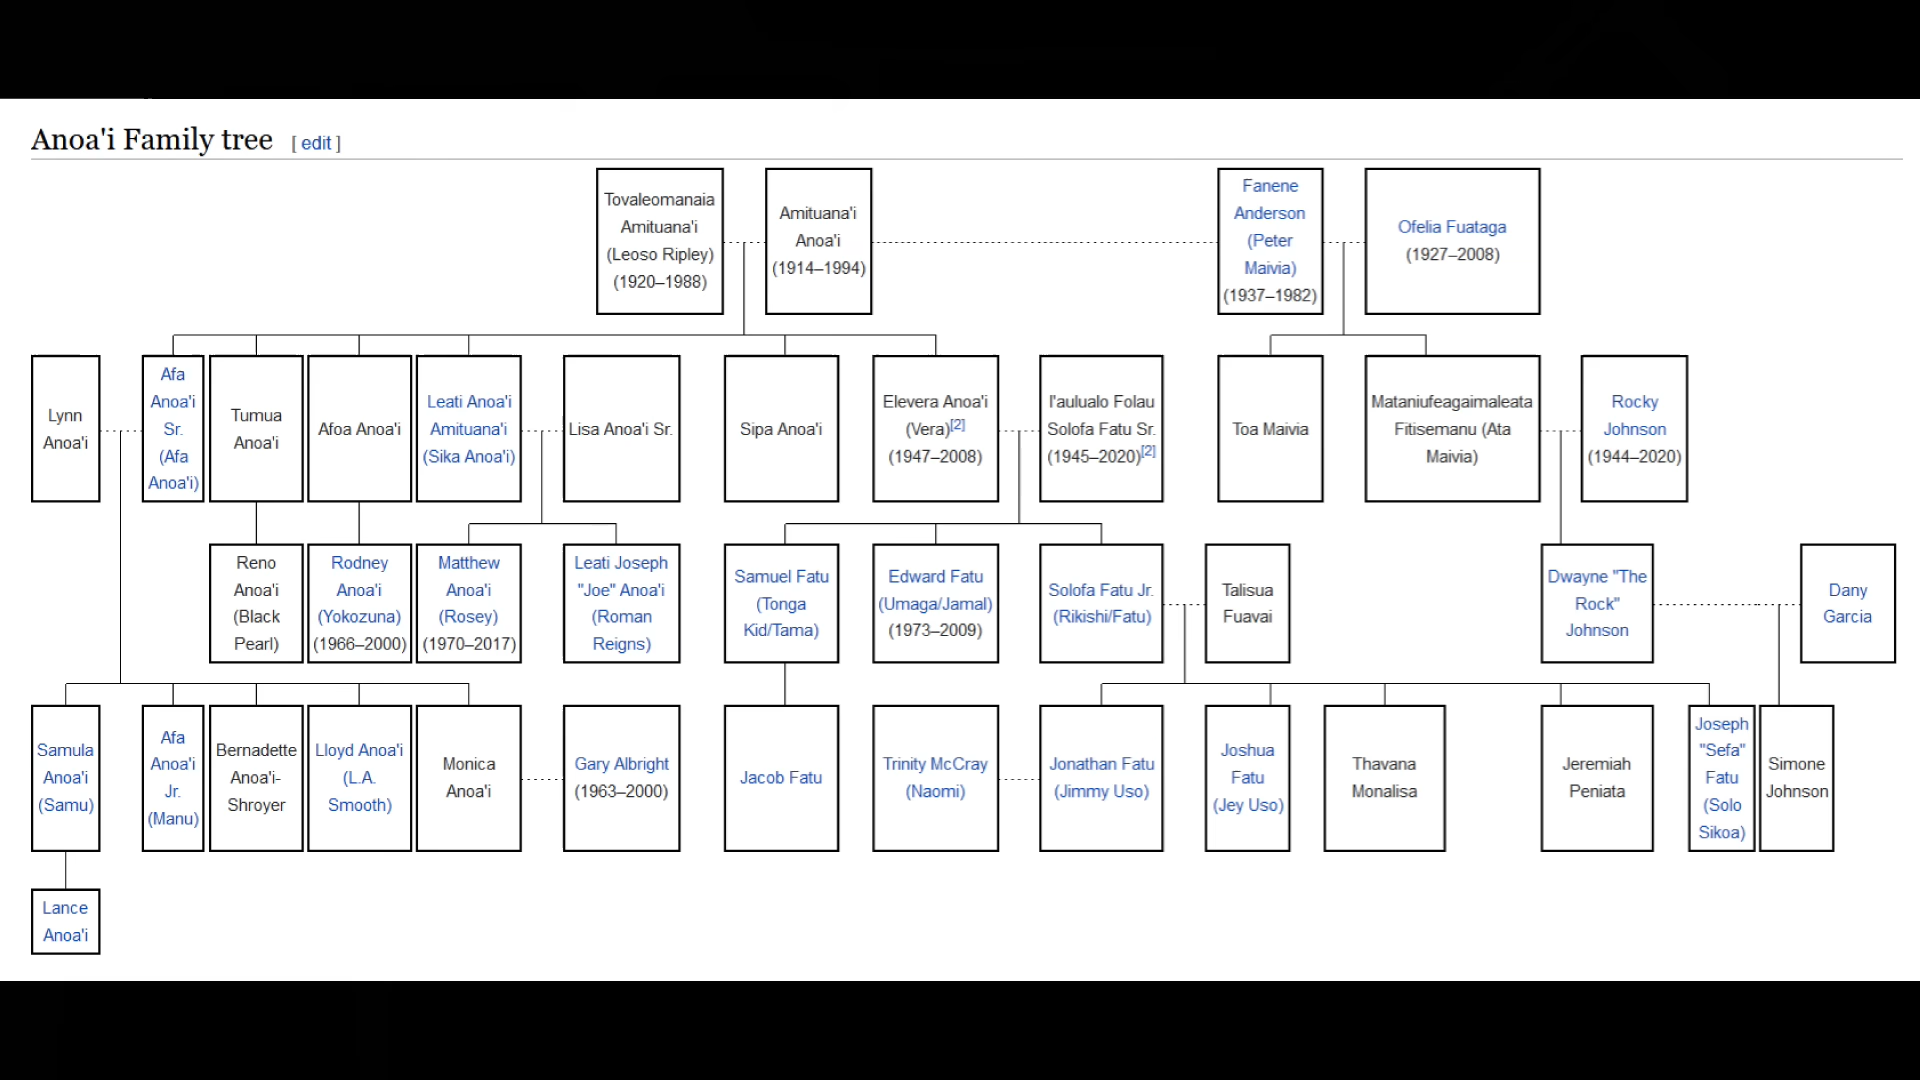 Anoa'i Family tree [ edit ]
Tovaleomanaia
Amituana'i
(Leoso Ripley)
(1920–1988)
Amituana'i
Anoa'i
(1914–1994)
Fanene
Anderson
(Peter
Maivia)
(1937–1982)
Ofelia Fuataga
(1927–2008)
Lynn
Anoa'i
Afa
Anoa'i
Sr.
(Afa
Anoa'i)
Tumua
Anoa'i
Afoa Anoa'i
Leati Anoa'i
Amituana'i
(Sika Anoa'i)
Lisa Anoa'i Sr.
Sipa Anoa'i
Elevera Anoa'i
(Vera)[2]
(1947–2008)
I'aulualo Folau
Solofa Fatu Sr.
(1945–2020)[2]
Toa Maivia
Mataniufeagaimaleata
Fitisemanu (Ata
Maivia)
Rocky
Johnson
(1944–2020)
Reno
Anoa'i
(Black
Pearl)
Rodney
Anoa'i
(Yokozuna)
(1966–2000)
Matthew
Anoa'i
(Rosey)
(1970–2017)
Leati Joseph
"Joe" Anoa'i
(Roman
Reigns)
Samuel Fatu
(Tonga
Kid/Tama)
Edward Fatu
(Umaga/Jamal)
(1973–2009)
Solofa Fatu Jr.
(Rikishi/Fatu)
Talisua
Fuavai
Dwayne "The
Rock"
Johnson
Dany
Garcia
Samula
Anoa'i
(Samu)
Afa
Anoa'i
Jr.
(Manu)
Bernadette
Anoa'i-
Shroyer
Lloyd Anoa'i
(L.A.
Smooth)
Monica
Anoa'i
Gary Albright
(1963–2000)
Jacob Fatu
Trinity McCray
(Naomi)
Jonathan Fatu
(Jimmy Uso)
Joshua
Fatu
(Jey Uso)
Thavana
Monalisa
Jeremiah
Peniata
Joseph
"Sefa"
Fatu
(Solo
Sikoa)
Simone
Johnson
Lance
Anoa'i